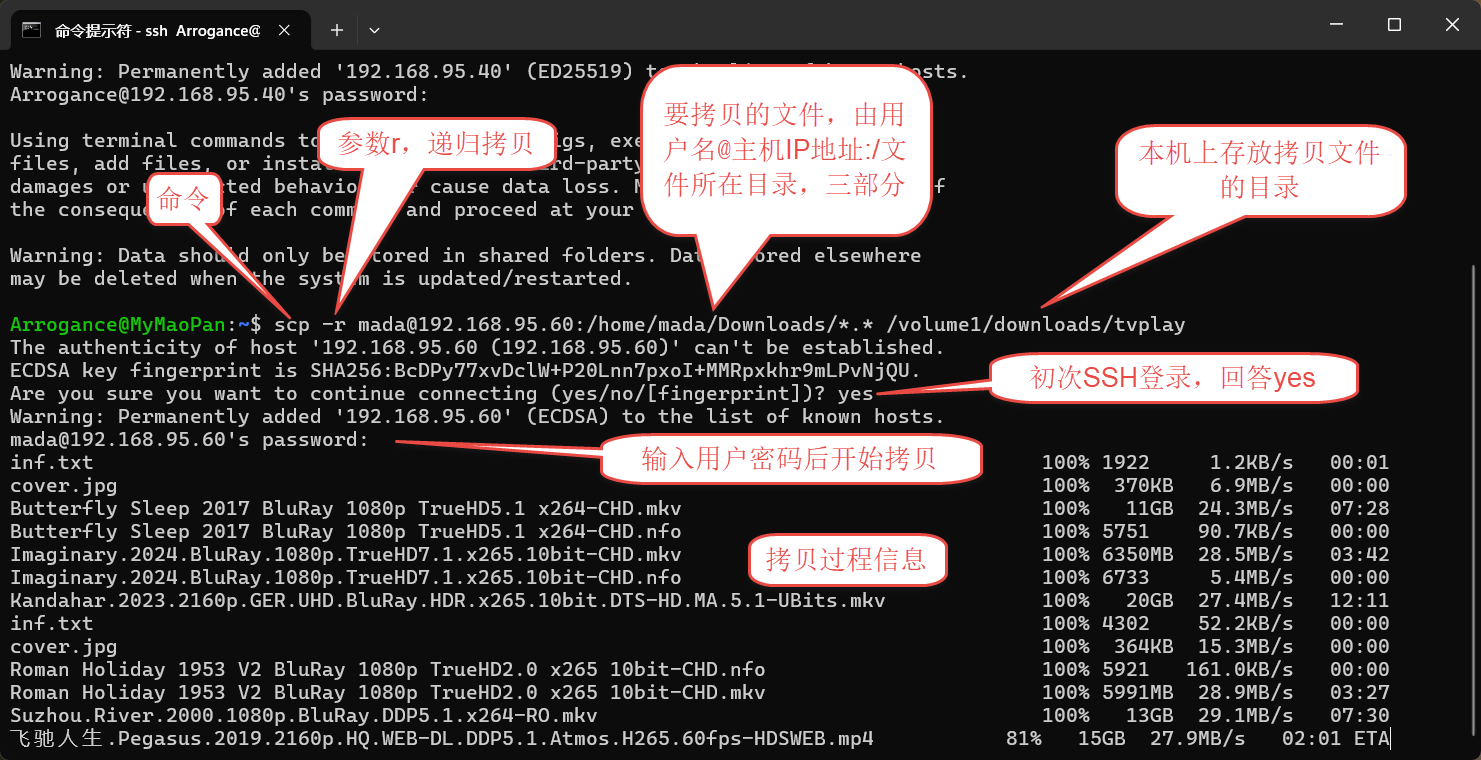 命令提示符 - ssh Arrogance@
Warning: Permanently added '192.168.95.40' (ED25519) t hosts.
Arrogance@192.168.95.40's password:
要拷贝的文件，由用
户名@主机IP地址:/文
件所在目录，三部分
参数r，递归拷贝
本机上存放拷贝文件
的目录
命令
Using terminal commands to igs, exe
files, add files, or insta rd-party
damages or u cted behavio cause data loss. M f
the conseque of each comm and proceed at your
Warning: Data should only be stored in shared folders. Dat ored elsewhere
may be deleted when the system is updated/restarted.
Arrogance@MyMaoPan:~$ scp -r mada@192.168.95.60:/home/mada/Downloads/*.* /volume1/downloads/tvplay
The authenticity of host '192.168.95.60 (192.168.95.60)' can't be established.
ECDSA key fingerprint is SHA256:BcDPy77xvDclW+P20Lnn7pxoI+MMRpxkhr9mLPvNjQU.
Are you sure you want to continue connecting (yes/no/[fingerprint])? yes
初次SSH登录，回答yes
Warning: Permanently added '192.168.95.60' (ECDSA) to the list of known hosts.
mada@192.168.95.60's password:
输入用户密码后开始拷贝
inf.txt 100% 1922 1.2KB/s 00:01
cover.jpg 100% 370KB 6.9MB/s 00:00
Butterfly Sleep 2017 BluRay 1080p TrueHD5.1 x264-CHD.mkv 100% 11GB 24.3MB/s 07:28
Butterfly Sleep 2017 BluRay 1080p TrueHD5.1 x264-CHD.nfo 100% 5751 90.7KB/s 00:00
Imaginary.2024.BluRay.1080p.TrueHD7.1.x265.10bit-CHD.mkv 100% 6350MB 28.5MB/s 03:42
拷贝过程信息
Imaginary.2024.BluRay.1080p.TrueHD7.1.x265.10bit-CHD.nfo 100% 6733 5.4MB/s 00:00
Kandahar.2023.2160p.GER.UHD.BluRay.HDR.x265.10bit.DTS-HD.MA.5.1-UBits.mkv 100% 20GB 27.4MB/s 12:11
inf.txt 100% 4302 52.2KB/s 00:00
cover.jpg 100% 364KB 15.3MB/s 00:00
Roman Holiday 1953 V2 BluRay 1080p TrueHD2.0 x265 10bit-CHD.nfo 100% 5921 161.0KB/s 00:00
Roman Holiday 1953 V2 BluRay 1080p TrueHD2.0 x265 10bit-CHD.mkv 100% 5991MB 28.9MB/s 03:27
Suzhou.River.2000.1080p.BluRay.DDP5.1.x264-RO.mkv 100% 13GB 29.1MB/s 07:30
飞驰人生.Pegasus.2019.2160p.HQ.WEB-DL.DDP5.1.Atmos.H265.60fps-HDSWEB.mp4 81% 15GB 27.9MB/s 02:01 ETA